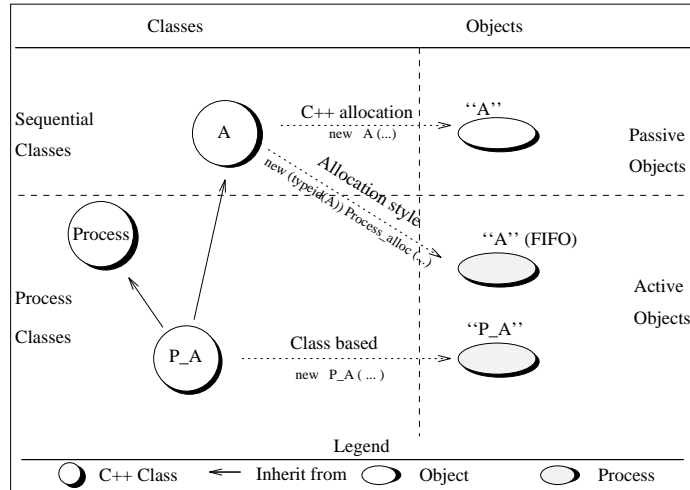 Classes Objects
Sequential
Classes
A
C++ allocation
new A (...)
‘‘A’’
Passive
Objects
Allocation style
new (typeid(A)) Process_alloc (...)
Process
‘‘A’’ (FIFO)
Process
Classes
Active
Objects
P_A
Class based
new P_A ( ... )
‘‘P_A’’
Legend
C++ Class Inherit from Object Process